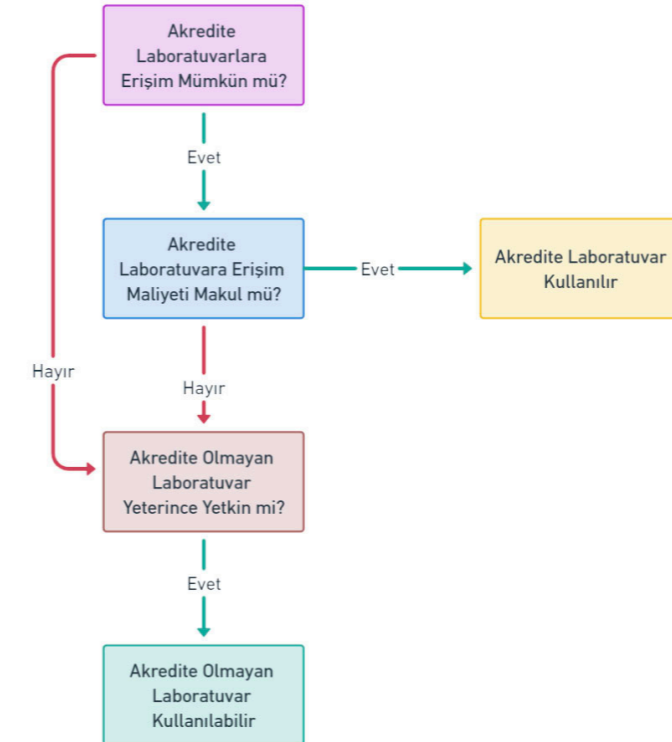 Akredite
Laboratuvarlara
Erişim Mümkün mü?
Evet
Akredite
Laboratuvara Erişim
Maliyeti Makul mü?
Evet
Akredite Laboratuvar
Kullanılır
Hayır
Hayır
Akredite Olmayan
Laboratuvar
Yeterince Yetkin mi?
Evet
Akredite Olmayan
Laboratuvar
Kullanılabilir